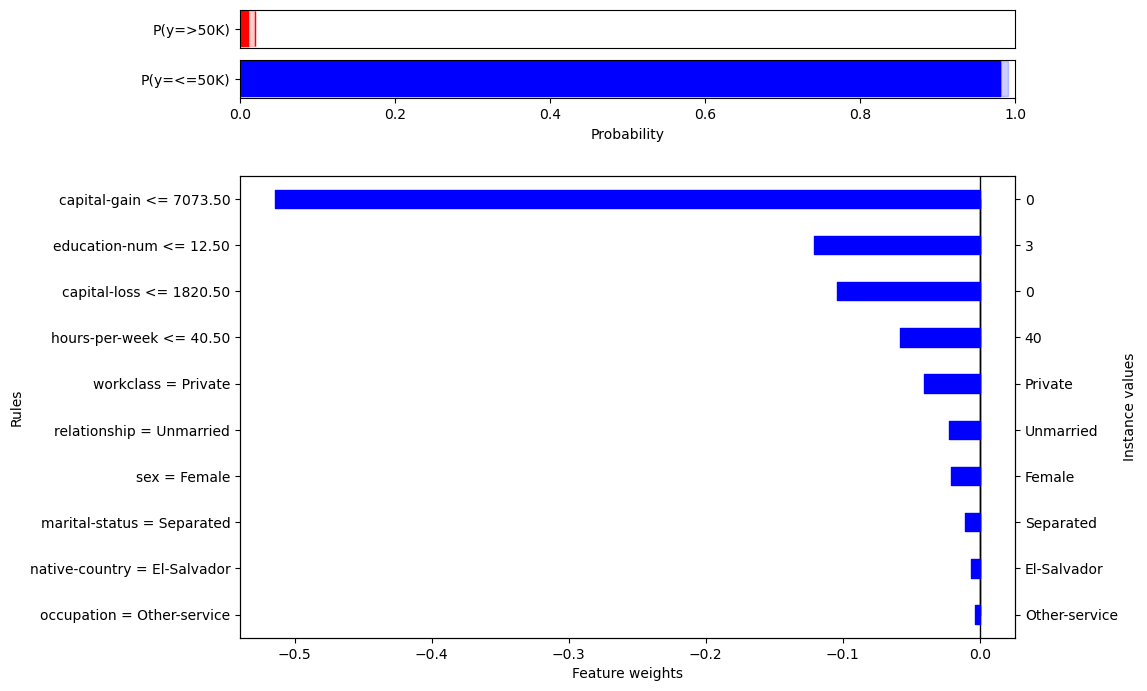 P(y=>50K)
P(y=<=50K)
0.0 0.2 0.4 0.6 0.8 1.0
Probability
capital-gain <= 7073.50 0
education-num <= 12.50 3
capital-loss <= 1820.50 0
hours-per-week <= 40.50 40
workclass = Private Private
relationship = Unmarried Unmarried
sex = Female Female
marital-status = Separated Separated
native-country = El-Salvador El-Salvador
occupation = Other-service Other-service
Rules
Instance values
−0.5 −0.4 −0.3 −0.2 −0.1 0.0
Feature weights